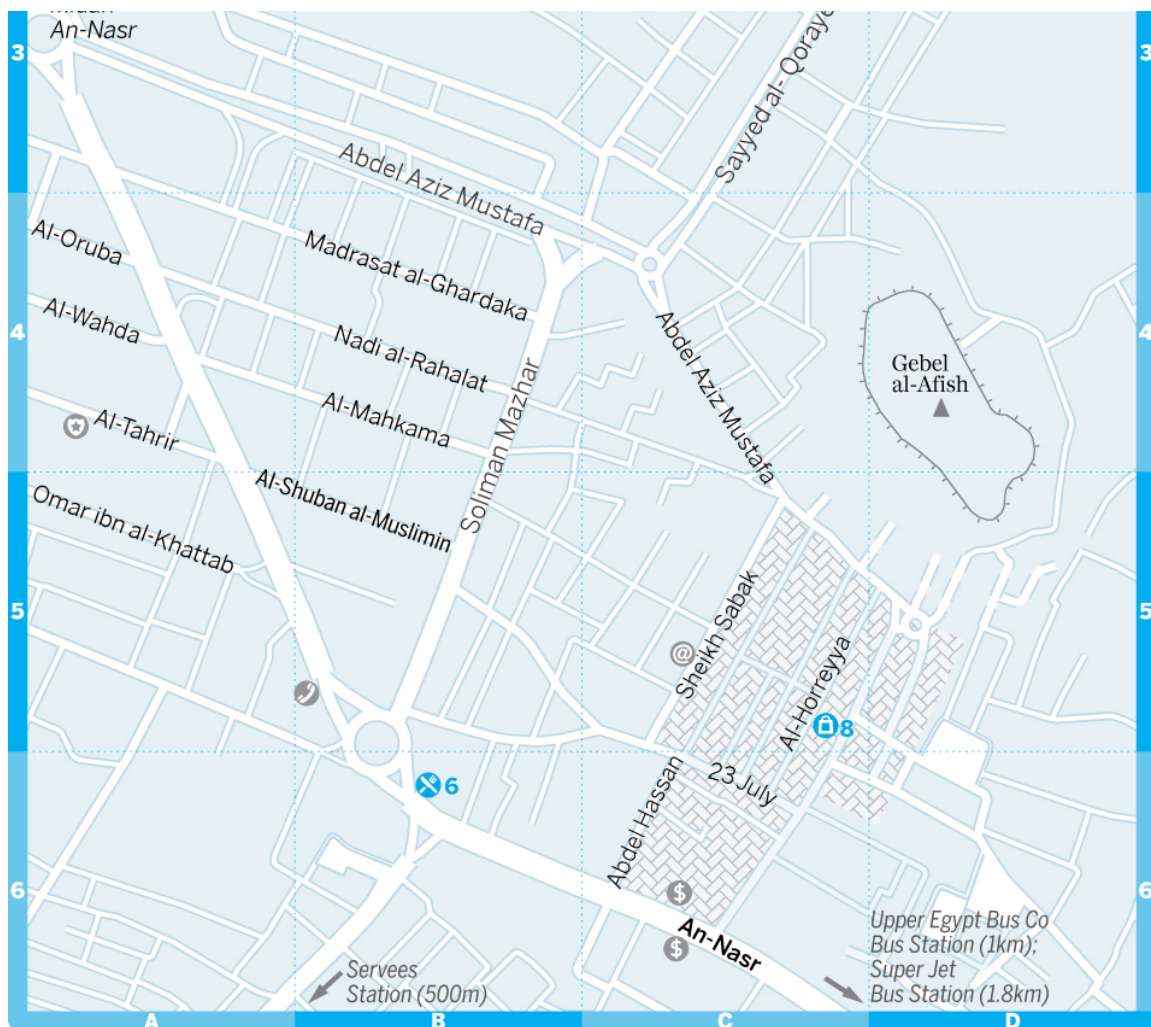 An-Nasr
3
3
Sayyed al-Qoraye
Abdel Aziz Mustafa
Al-Oruba
Madrasat al-Ghardaka
Al-Wahda
4
4
Nadi al-Rahalat
Abdel Aziz Mustafa
Gebel
al-Afish
Soliman Mazhar
Al-Mahkama
Al-Tahrir
Al-Shuban al-Muslimin
Omar ibn al-Khattab
5
5
Sheikh Sabak
@
Al-Horreyya
8
6
23 July
Abdel Hassan
6
6
$
$
An-Nasr
Upper Egypt Bus Co
Bus Station (1km);
Super Jet
Bus Station (1.8km)
Servees
Station (500m)
A
B
C
D